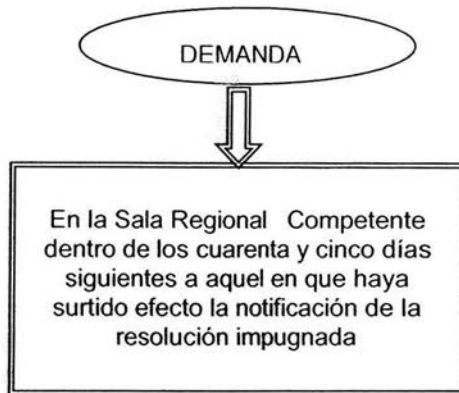 DEMANDA
En la Sala Regional Competente
dentro de los cuarenta y cinco días
siguientes a aquel en que haya
surtido efecto la notificación de la
resolución impugnada